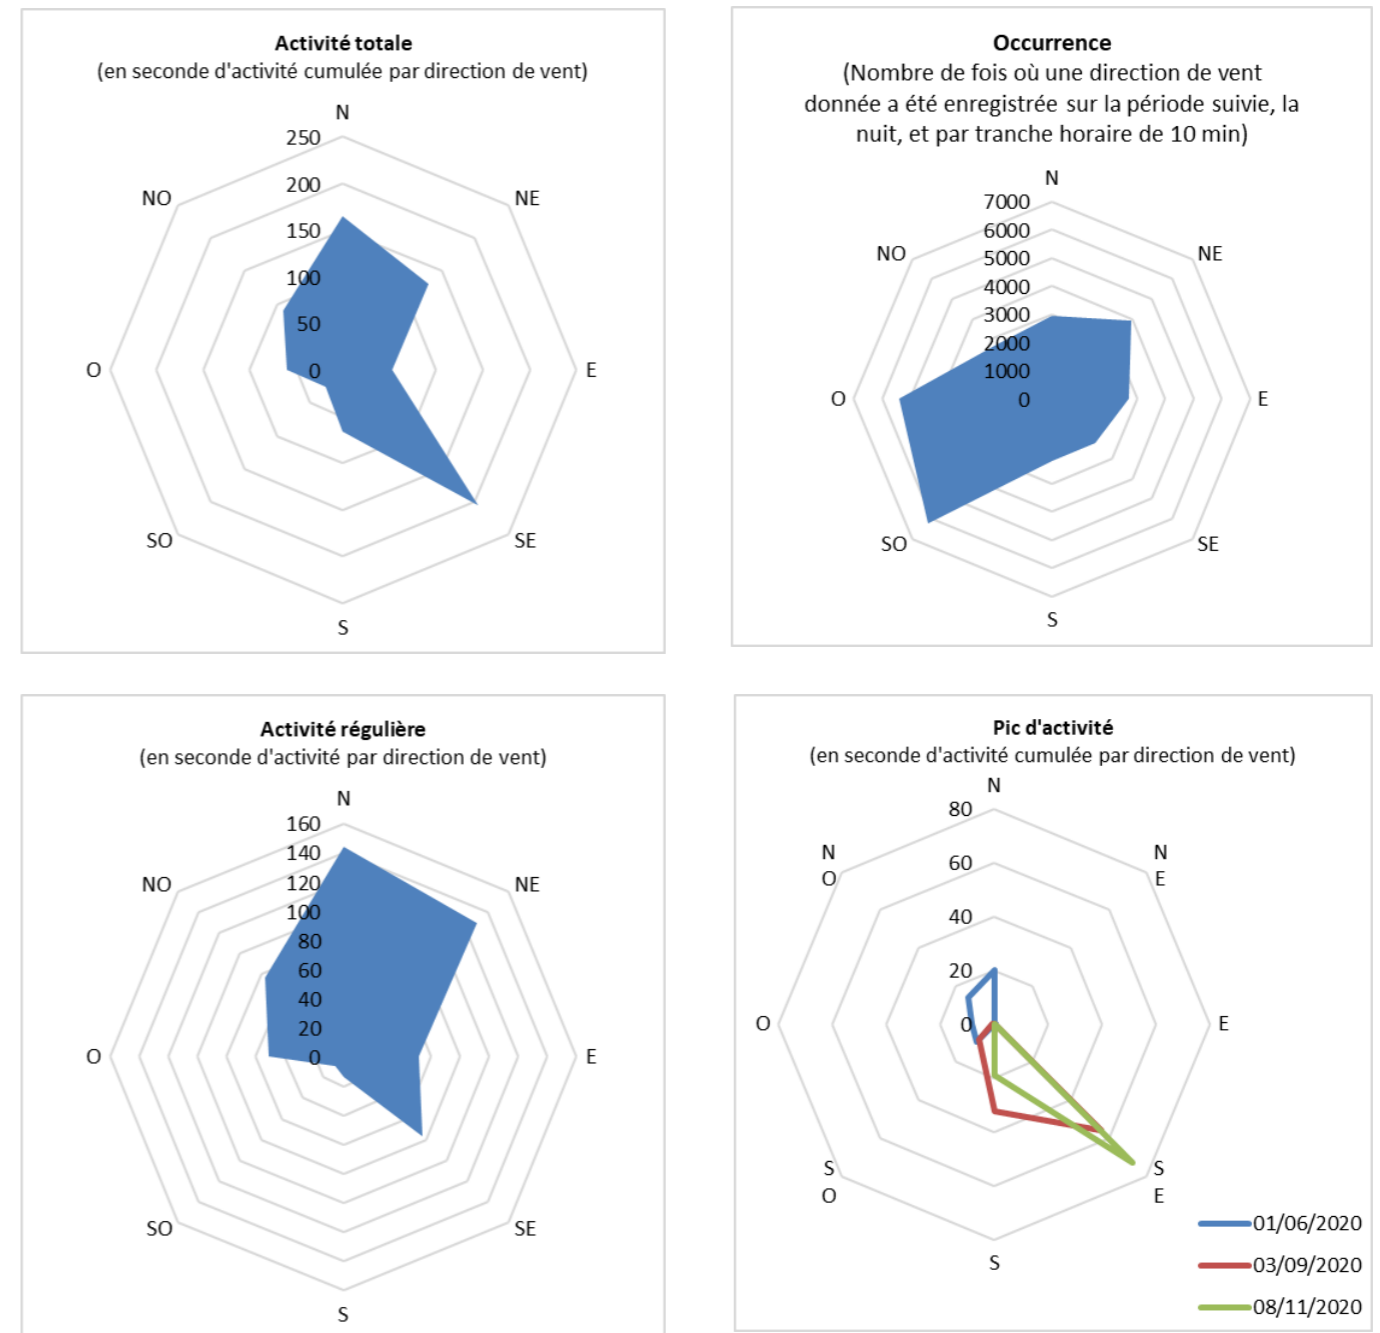 Activité totale
(en seconde d'activité cumulée par direction de vent)
N
250
200
150
100
50
0
NO
NE
O
E
SO
SE
S
Occurrence
(Nombre de fois où une direction de vent
donnée a été enregistrée sur la période suivie, la
nuit, et par tranche horaire de 10 min)
N
7000
6000
5000
4000
3000
2000
1000
0
NO
NE
O
E
SO
SE
S
Activité régulière
(en seconde d'activité par direction de vent)
N
160
140
120
100
80
60
40
20
0
NO
NE
O
E
SO
SE
S
Pic d'activité
(en seconde d'activité cumulée par direction de vent)
N
80
60
40
20
0
N
O
N
E
O
E
S
O
S
E
S
01/06/2020
03/09/2020
08/11/2020